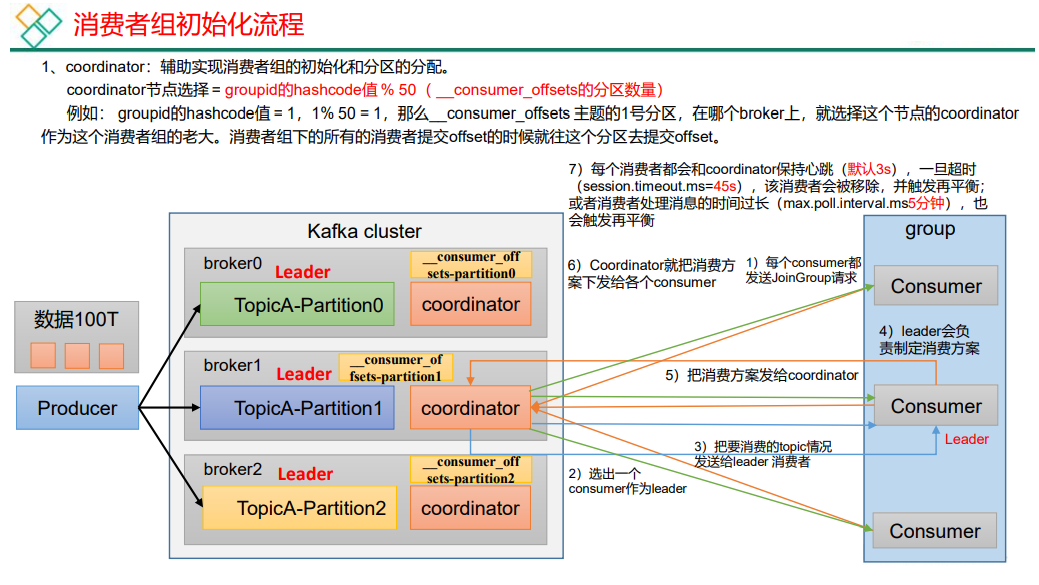 消费者组初始化流程
1、coordinator：辅助实现消费者组的初始化和分区的分配。
coordinator节点选择 = groupid的hashcode值 % 50（ __consumer_offsets的分区数量）
例如： groupid的hashcode值 = 1，1% 50 = 1，那么__consumer_offsets 主题的1号分区，在哪个broker上，就选择这个节点的coordinator
作为这个消费者组的老大。消费者组下的所有的消费者提交offset的时候就往这个分区去提交offset。
7）每个消费者都会和coordinator保持心跳（默认3s），一旦超时
（session.timeout.ms=45s），该消费者会被移除，并触发再平衡；
或者消费者处理消息的时间过长（max.poll.interval.ms5分钟），也
会触发再平衡
Kafka cluster
group
broker0
Leader
__consumer_off
sets-partition0
TopicA-Partition0
coordinator
6）Coordinator就把消费方
案下发给各个consumer
1）每个consumer都
发送JoinGroup请求
Consumer
数据100T
4）leader会负
责制定消费方案
broker1
Leader
__consumer_of
fsets-partition1
5）把消费方案发给coordinator
Producer
TopicA-Partition1
coordinator
Consumer
Leader
3）把要消费的topic情况
发送给leader 消费者
broker2
Leader
__consumer_off
sets-partition2
2）选出一个
consumer作为leader
TopicA-Partition2
coordinator
Consumer